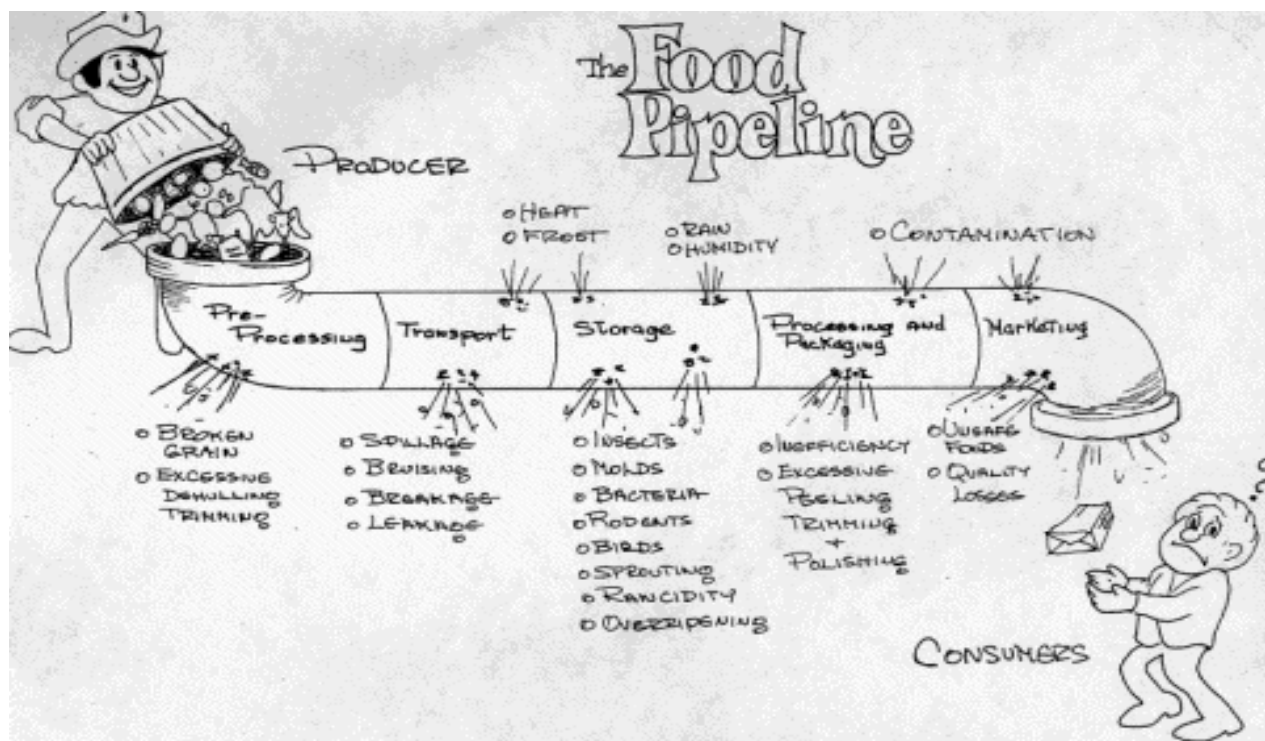 The Food
Pipeline
PRODUCER
o HEAT
o FROST
o RAIN
o HUMIDITY
o CONTAMINATION
Pre-
Processing
Transport
Storage
Processing and
Packaging
Marketing
o BROKEN
GRAIN
o EXCESSING
DEHULLING
TRIMMING
o SPILLAGE
o BRUISING
o BREAKAGE
o LEAKAGE
o INSECTS
o MOLDS
o BACTERIA
o RODENTS
o BIRDS
o SPROUTING
o RANCIDITY
o OVERRIPENING
o INEFFICIENCY
o EXCESSING
PEELING
TRIMMING
+
POLISHING
o UNSAFE
FOODS
o QUALITY
LOSSES
?
CONSUMERS